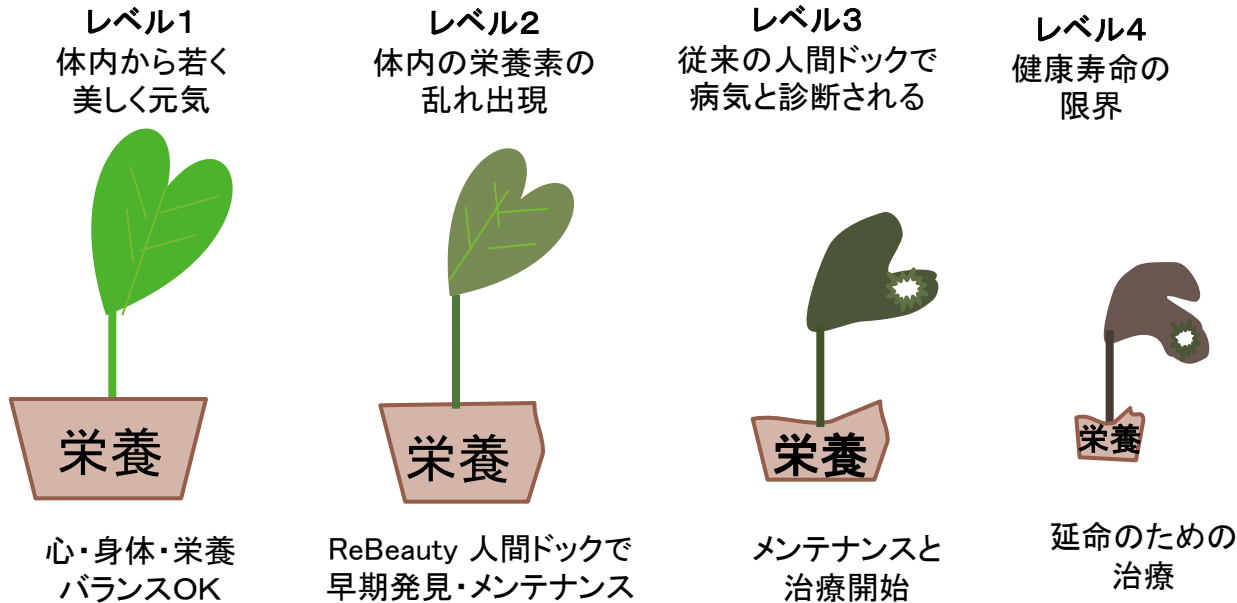 レベル1
体内から若く
美しく元気
レベル2
体内の栄養素の
乱れ出現
レベル3
従来の人間ドックで
病気と診断される
レベル4
健康寿命の
限界
栄養
栄養
栄養
栄養
心・身体・栄養
バランスOK
ReBeauty 人間ドックで
早期発見・メンテナンス
メンテナンスと
治療開始
延命のための
治療